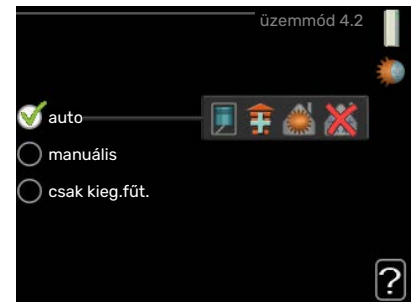 üzemmód 4.2
auto
manuális
csak kieg.fűt.
?